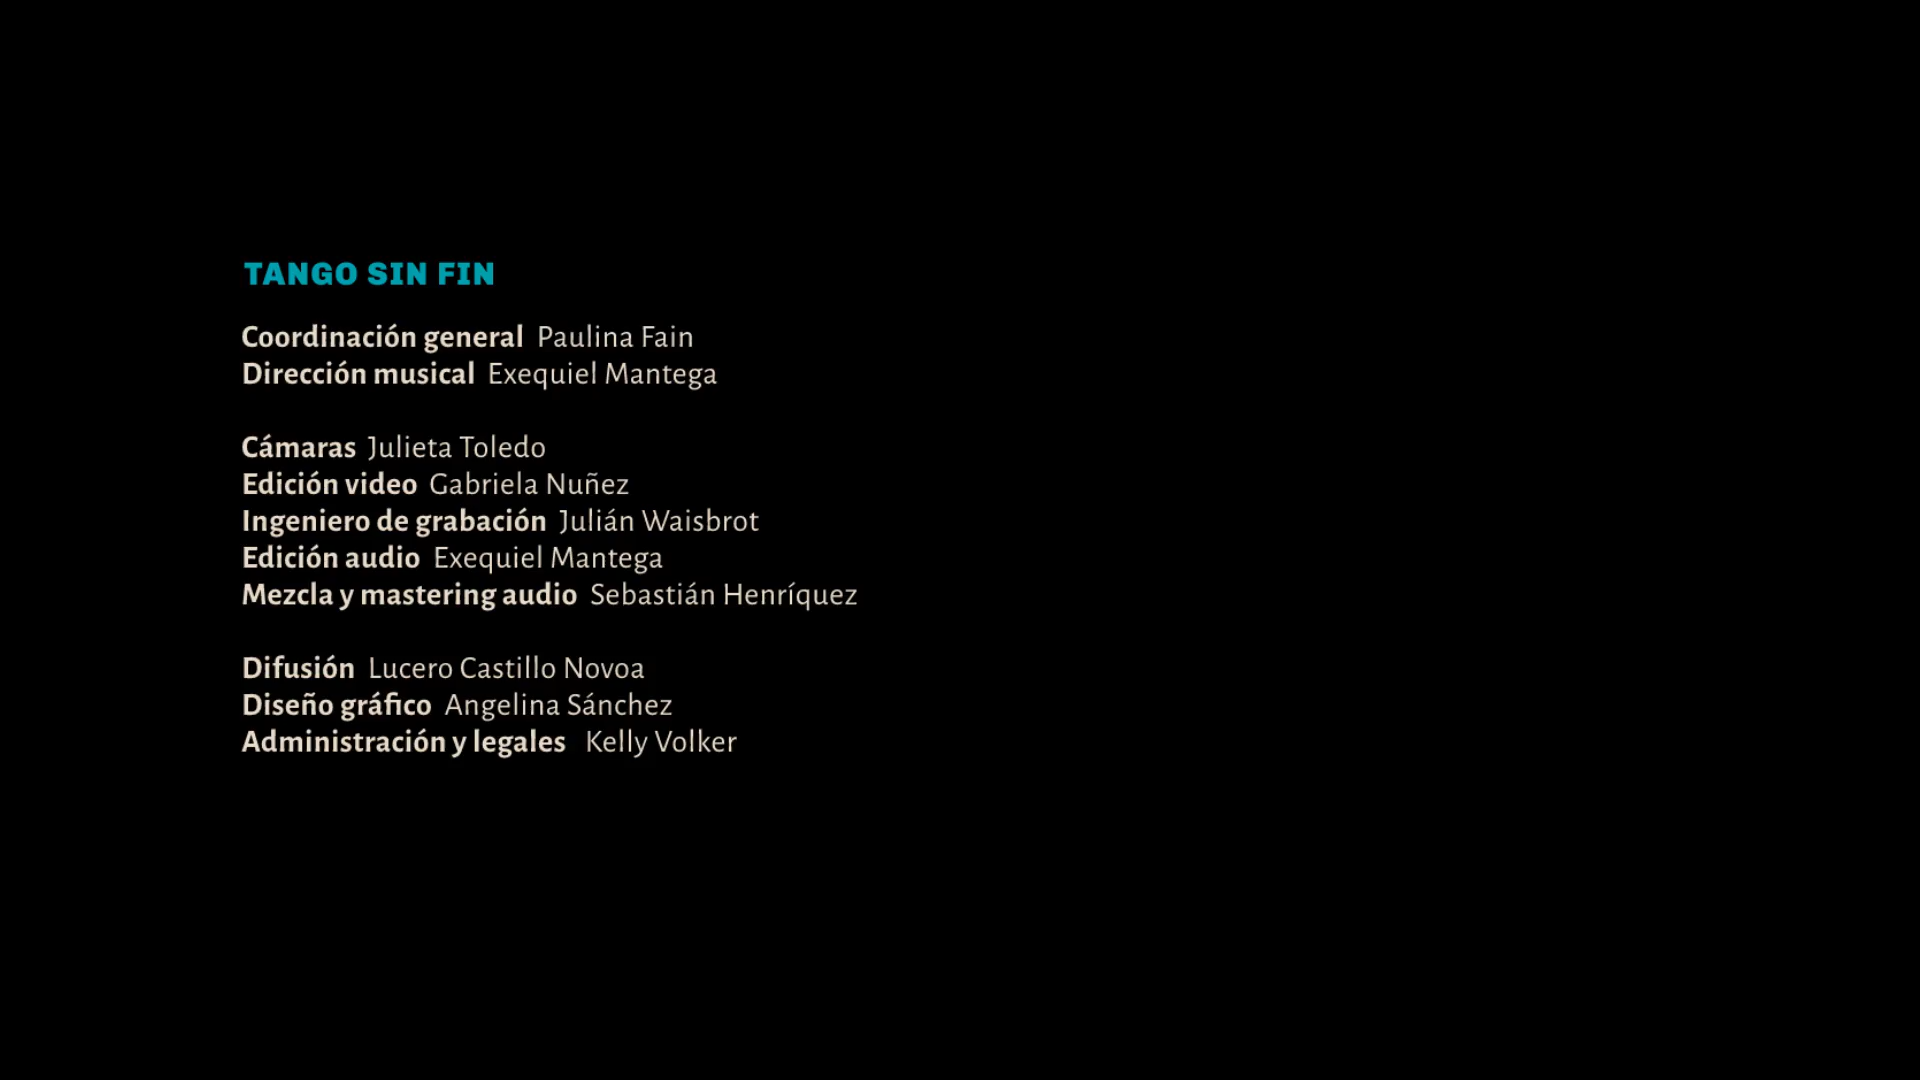 TANGO SIN FIN
Coordinación general Paulina Fain
Dirección musical Exequiel Mantega
Cámaras Julieta Toledo
Edición video Gabriela Nuñez
Ingeniero de grabación Julián Waisbrot
Edición audio Exequiel Mantega
Mezcla y mastering audio Sebastián Henríquez
Difusión Lucero Castillo Novoa
Diseño gráfico Angelina Sánchez
Administración y legales Kelly Volker